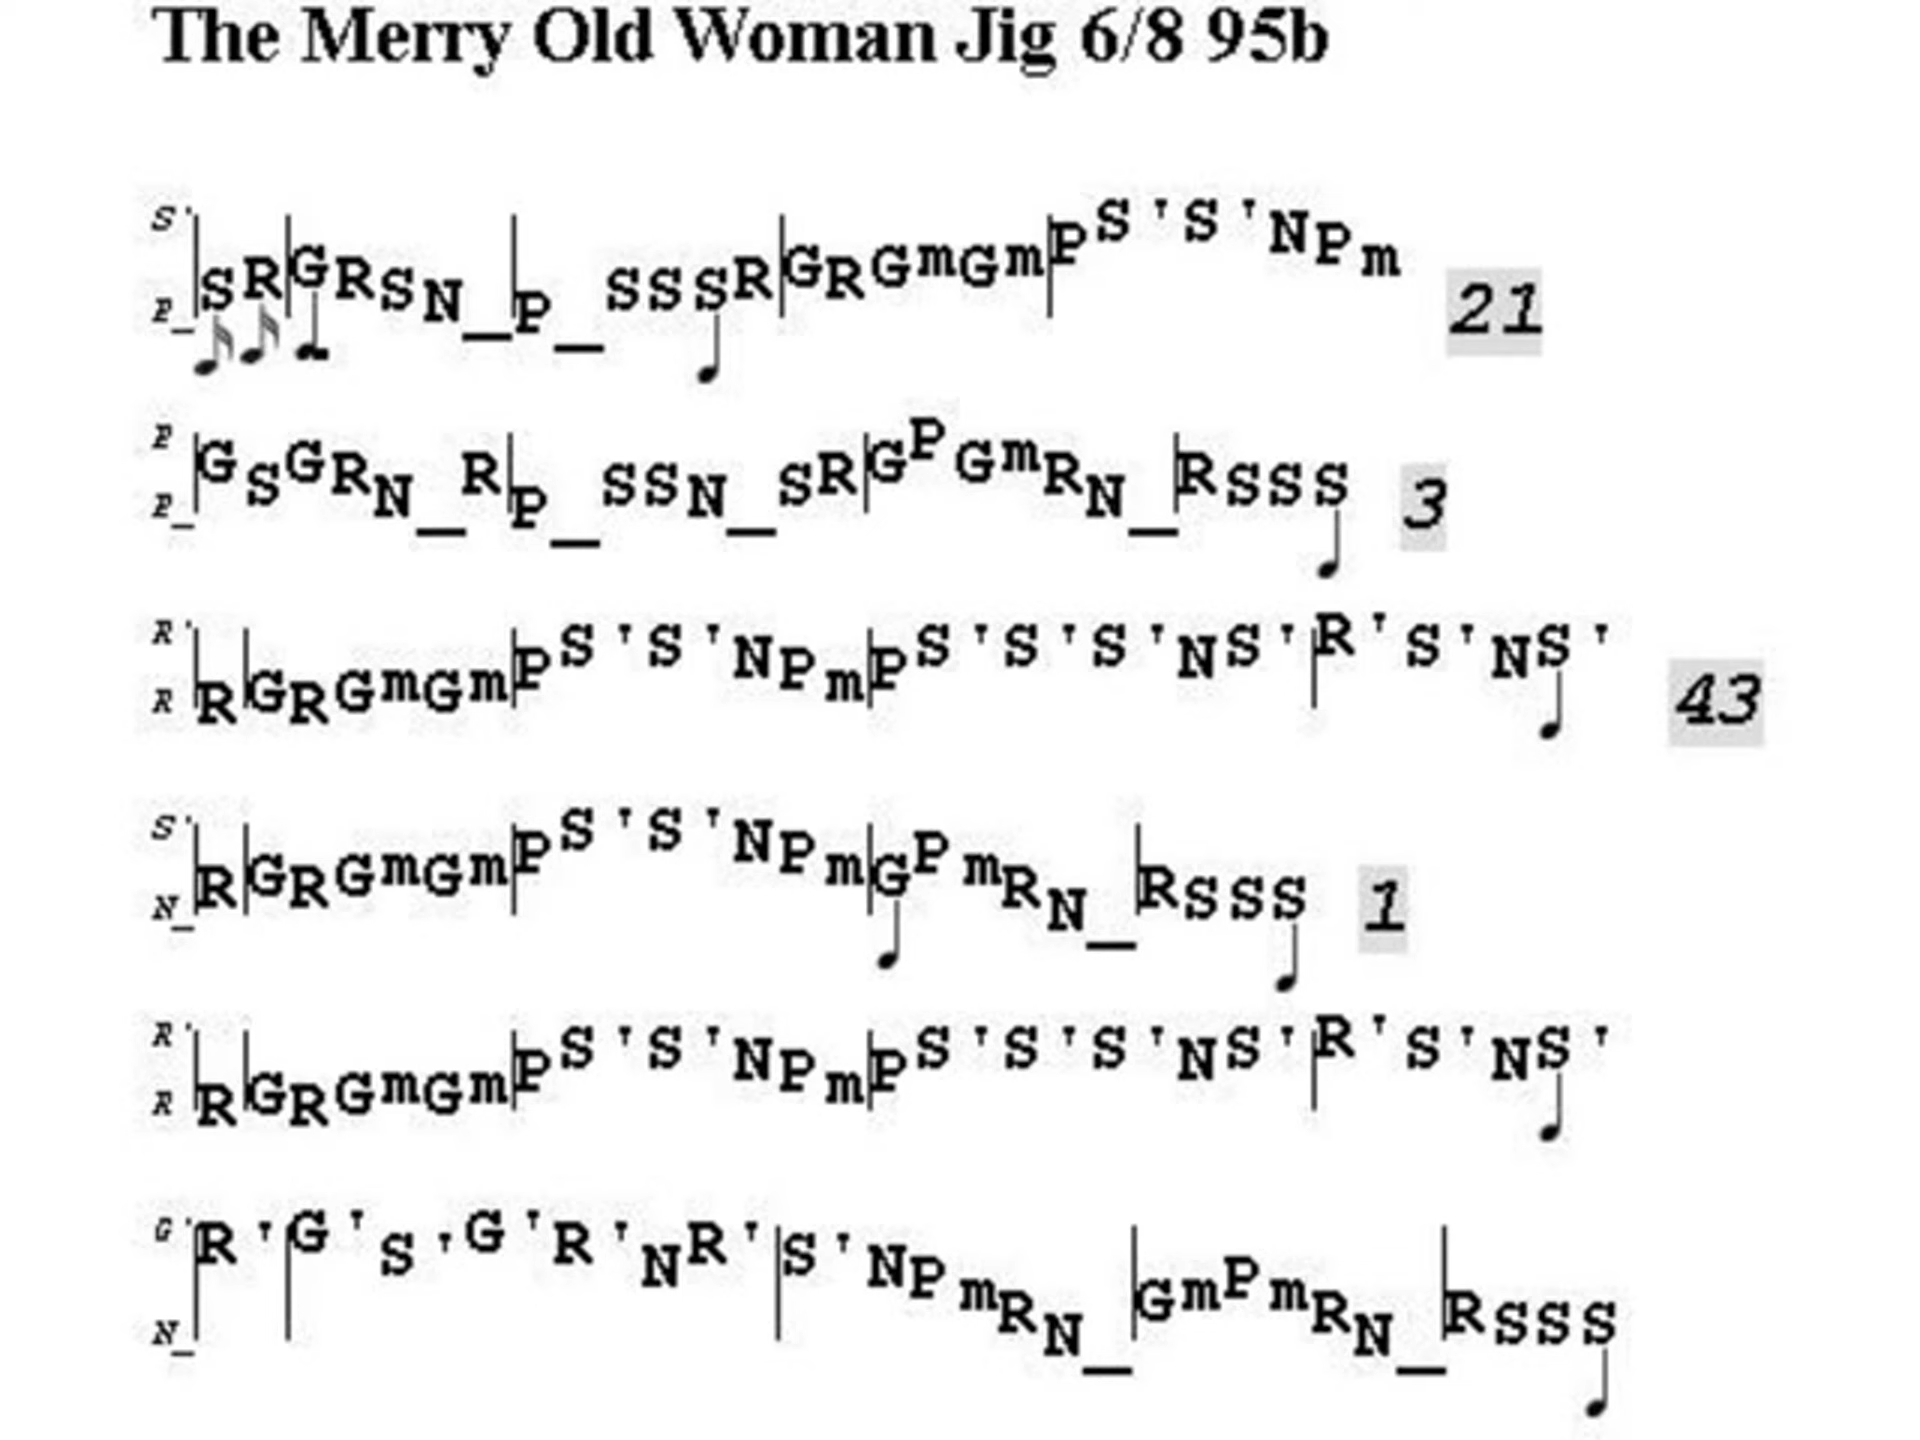 The Merry Old Woman Jig 6/8 95b
S' P_ |SR|GRSN_|P_SSSR|GRGmGm|PS'S'NPm 21
P P_ |GSGRN_R|P_SSN_SR|GPGmRN_|RSSS 3
R' R |R|GRGmGm|PS'S'NPm|PS'S'S'NS'|R'S'NS' 43
S' N_ |R|GRGmGm|PS'S'NPm|GPmRN_|RSSS 1
R' R |R|GRGmGm|PS'S'NPm|PS'S'S'NS'|R'S'NS'
G' N_ |R'|G'S'G'R'NR'|S'NPmRN_|GmPmRN_|RSSS